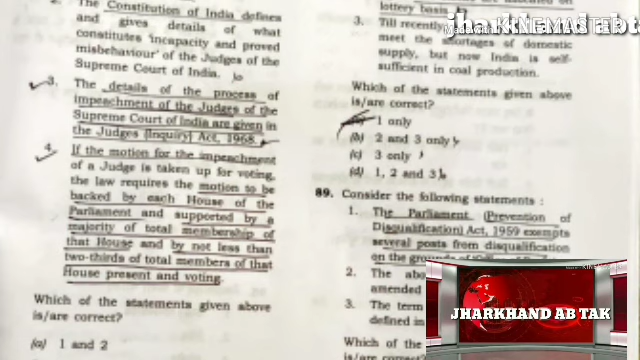 2. The Constitution of India defines
and gives details of what
constitutes 'incapacity and proved
misbehaviour' of the Judges of the
Supreme Court of India.
3. The details of the process of
impeachment of the Judges of the
Supreme Court of India are given in
the Judges (Inquiry) Act, 1968.
4. If the motion for the impeachment
of a Judge is taken up for voting,
the law requires the motion to be
backed by each House of the
Parliament and supported by a
majority of total membership of
that House and by not less than
two-thirds of total members of that
House present and voting.
Which of the statements given above
is/are correct?
(a) 1 and 2
lottery basis.
3. Till recently
meet the shortages of domestic
supply, but now India is self-
sufficient in coal production.
Which of the statements given above
is/are correct?
1 only
(b) 2 and 3 only
(c) 3 only
(d) 1, 2 and 3
89. Consider the following statements :
1. The Parliament (Prevention of
Disqualification) Act, 1959 exempts
several posts from disqualification
on the grounds of
2. The
amended
3. The term
defined in
Which of the
is/are correct?
jharkhand ab
Made with KINEMASTER
JHARKHAND AB TAK